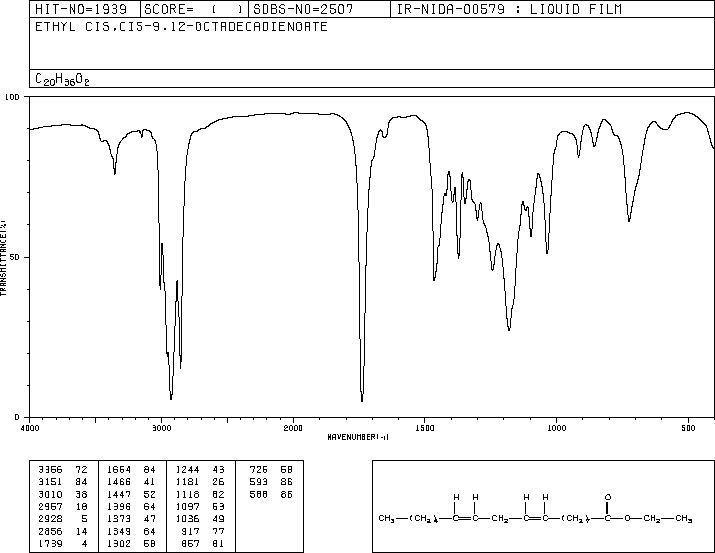 HIT-NO=1939 SCORE= ( ) SDBS-NO=2507 IR-NIDA-00579 : LIQUID FILM
ETHYL CIS,CIS-9,12-OCTADECADIENOATE
C20H36O2
100
TRANSMITTANCE(%)
50
0
4000 3000 2000 1500 1000 500
WAVENUMBER(-1)
3366 72 1654 84 1244 43 726 58
3151 84 1466 41 1181 26 593 86
3010 38 1447 52 1118 62 588 86
2957 18 1396 64 1097 53
2928 5 1373 47 1036 49
2856 14 1349 64 917 77
1739 4 1302 58 857 81
H H H H O
CH3—(CH2)4—C=C—CH2—C=C—(CH2)7—C—O—CH2—CH3